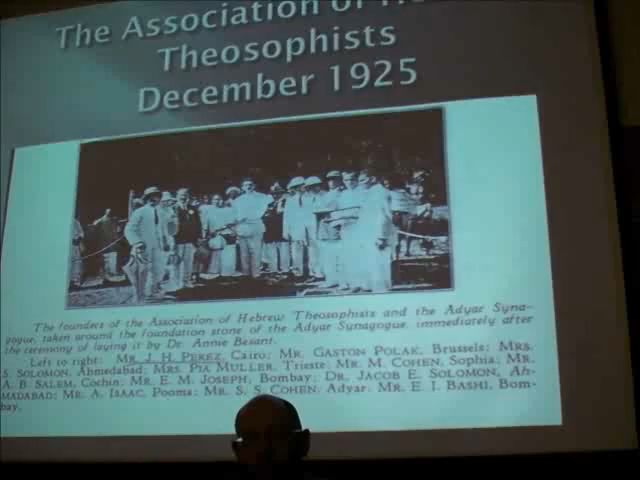 The Association of
Theosophists
December 1925
The founders of the Association of Hebrew Theosophists and the Adyar Syna-
gogue, taken around the foundation stone of the Adyar Synagogue, immediately after
the ceremony of laying it by Dr. Annie Besant.
Left to right: MR. J. H. PEREZ, Cairo; MR. GASTON POLAK, Brussels; MRS.
S. SOLOMON, Ahmedabad; MRS. PIA MULLER, Trieste; MR. M. COHEN, Sophia; MR.
A. B. SALEM, Cochin; MR. E. M. JOSEPH, Bombay; DR. JACOB E. SOLOMON, Ah-
MADABAD; MR. A. ISAAC, Poona; MR. S. S. COHEN, Adyar; MR. E. J. BASHI, Bom-
bay.